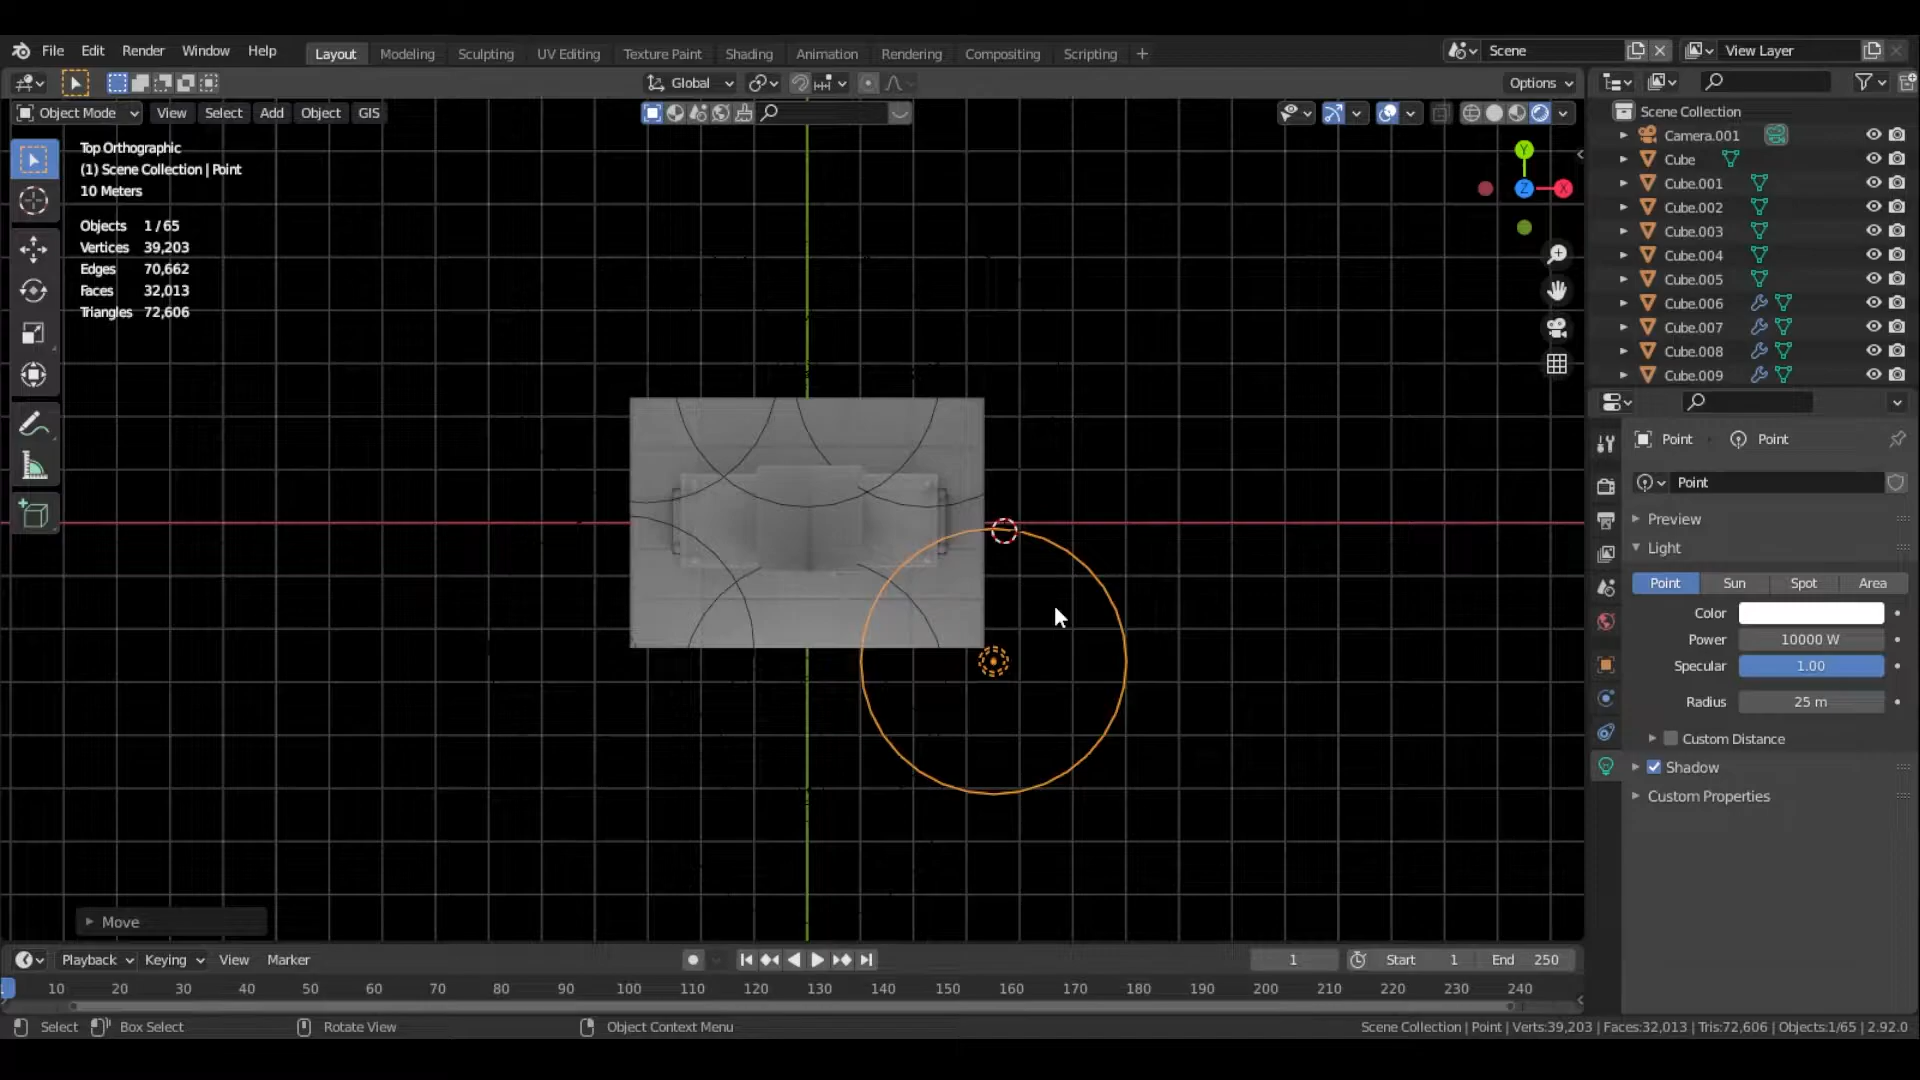 File Edit Render Window Help Layout Modeling Sculpting UV Editing Texture Paint Shading Animation Rendering Compositing Scripting + Scene View Layer
Global Options
Object Mode View Select Add Object GIS
Top Orthographic
(1) Scene Collection | Point
10 Meters
Objects 1 / 65
Vertices 39,203
Edges 70,662
Faces 32,013
Triangles 72,606
Y
Z
X
Move
Scene Collection
Camera.001
Cube
Cube.001
Cube.002
Cube.003
Cube.004
Cube.005
Cube.006
Cube.007
Cube.008
Cube.009
Point Point
Point
Preview
Light
Point Sun Spot Area
Color
Power 10000 W
Specular 1.00
Radius 25 m
Custom Distance
Shadow
Custom Properties
Playback Keying View Marker 1 Start 1 End 250
10 20 30 40 50 60 70 80 90 100 110 120 130 140 150 160 170 180 190 200 210 220 230 240
Select Box Select Rotate View Object Context Menu Scene Collection | Point | Verts:39,203 | Faces:32,013 | Tris:72,606 | Objects:1/65 | 2.92.0